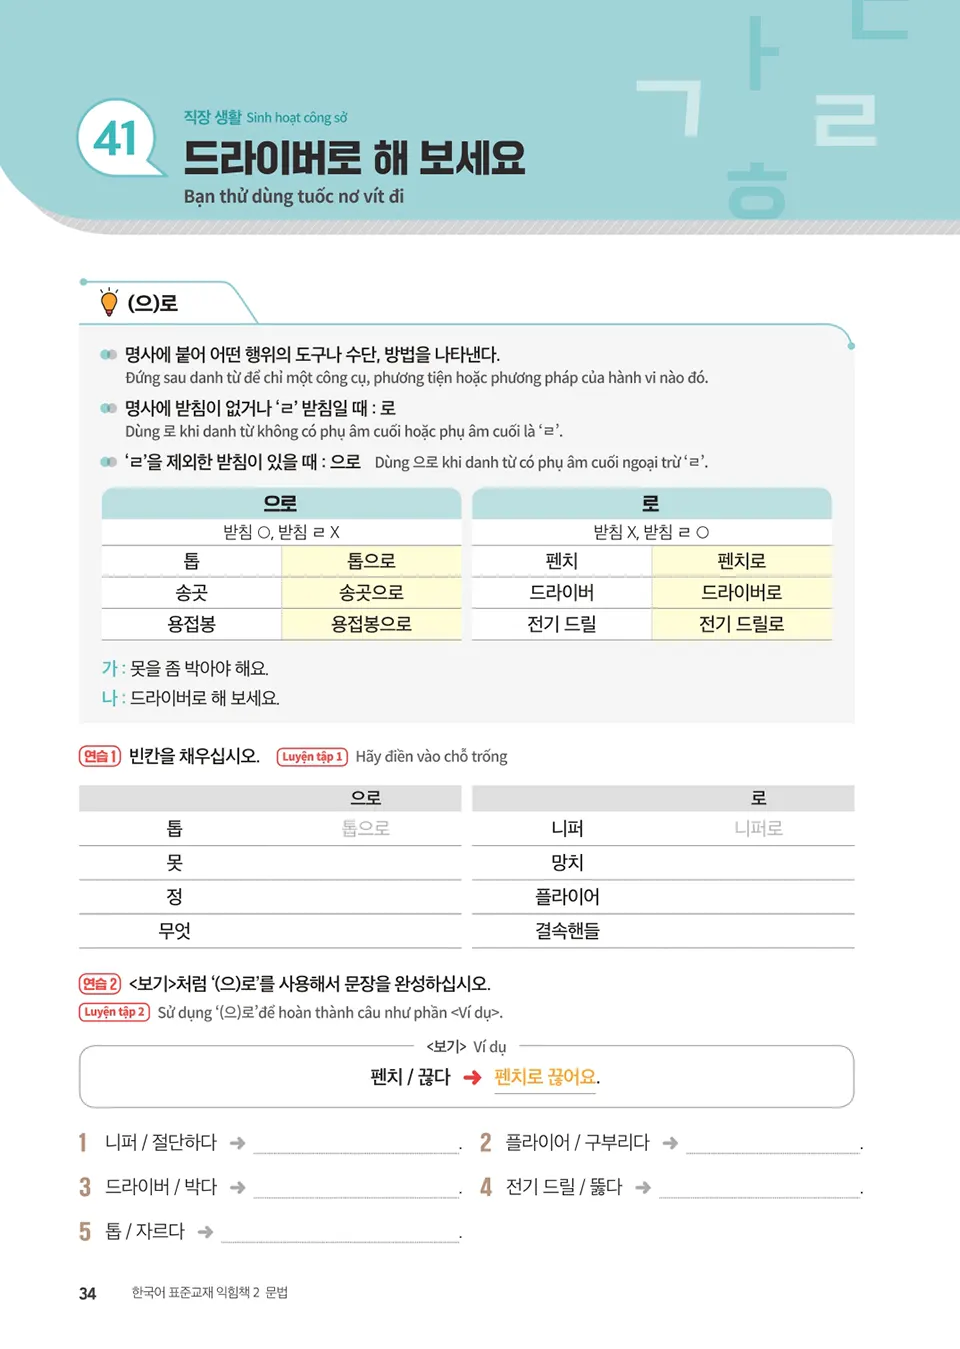 41
직장 생활 Sinh hoạt công sở
드라이버로 해 보세요
Bạn thử dùng tuốc nơ vít đi
ㄱ ㅏ ㄴ ㄹ ㅎ
(으)로
명사에 붙어 어떤 행위의 도구나 수단, 방법을 나타낸다.
Đứng sau danh từ để chỉ một công cụ, phương tiện hoặc phương pháp của hành vi nào đó.
명사에 받침이 없거나 ‘ㄹ’ 받침일 때 : 로
Dùng 로 khi danh từ không có phụ âm cuối hoặc phụ âm cuối là ‘ㄹ’.
‘ㄹ’을 제외한 받침이 있을 때 : 으로 Dùng 으로 khi danh từ có phụ âm cuối ngoại trừ ‘ㄹ’.
으로 로
받침 O, 받침 ㄹ X 받침 X, 받침 ㄹ O
톱 톱으로 펜치 펜치로
송곳 송곳으로 드라이버 드라이버로
용접봉 용접봉으로 전기 드릴 전기 드릴로
가 : 못을 좀 박아야 해요.
나 : 드라이버로 해 보세요.
연습 1 빈칸을 채우십시오. Luyện tập 1 Hãy điền vào chỗ trống
으로 로
톱 톱으로 니퍼 니퍼로
못 망치
정 플라이어
무엇 결속핸들
연습 2 <보기>처럼 ‘(으)로’를 사용해서 문장을 완성하십시오.
Luyện tập 2 Sử dụng ‘(으)로’để hoàn thành câu như phần <Ví dụ>.
<보기> Ví dụ
펜치 / 끊다 ➜ 펜치로 끊어요.
1 니퍼 / 절단하다 ➜ . 2 플라이어 / 구부리다 ➜ .
3 드라이버 / 박다 ➜ . 4 전기 드릴 / 뚫다 ➜ .
5 톱 / 자르다 ➜ .
34 한국어 표준교재 익힘책 2 문법